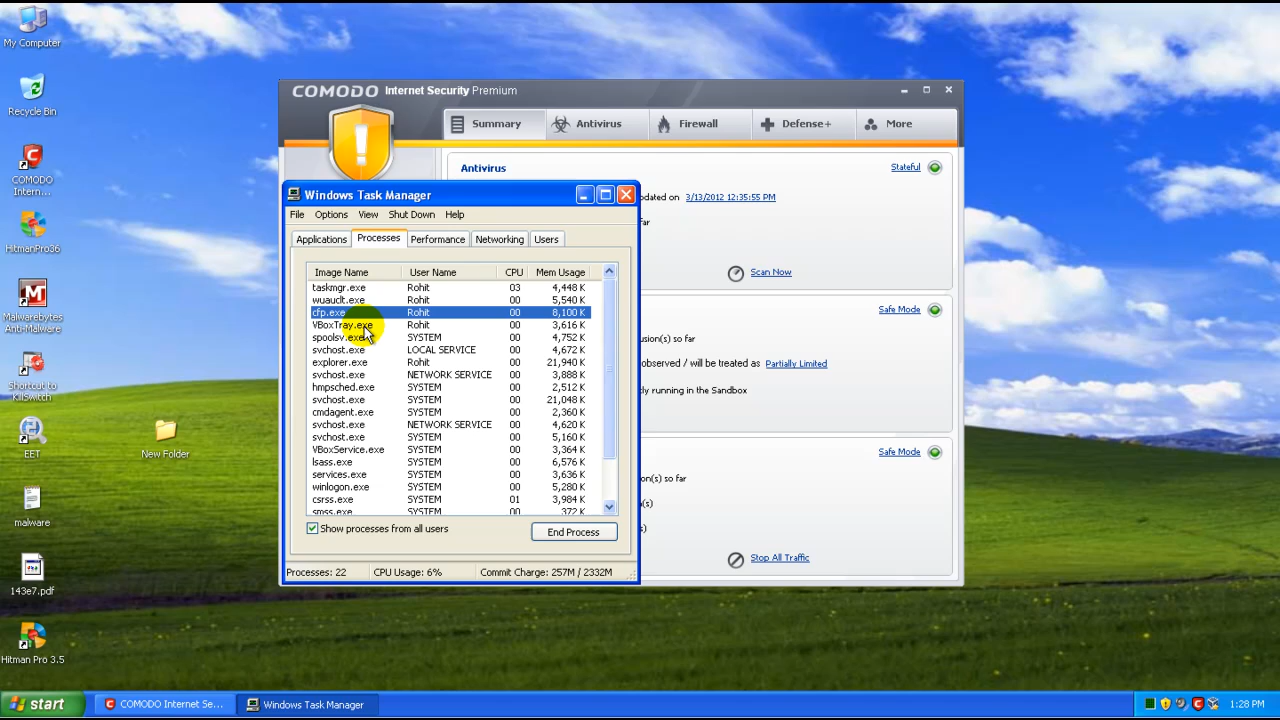 My Computer
Recycle Bin
COMODO
Intern...
HitmanPro36
Malwarebytes
Anti-Malware
Shortcut to
KillSwitch
EET
New Folder
malware
143e7.pdf
Hitman Pro 3.5
COMODO Internet Security Premium
Summary
Antivirus
Firewall
Defense+
More
Antivirus
Stateful
dated on 3/13/2012 12:35:55 PM
far
Scan Now
Safe Mode
usion(s) so far
observed / will be treated as Partially Limited
tly running in the Sandbox
Safe Mode
on(s) so far
(s)
)
Stop All Traffic
Windows Task Manager
File Options View Shut Down Help
Applications Processes Performance Networking Users
Image Name User Name CPU Mem Usage
taskmgr.exe Rohit 03 4,448 K
wuauclt.exe Rohit 00 5,540 K
cfp.exe Rohit 00 8,100 K
VBoxTray.exe Rohit 00 3,616 K
spoolsv.exe SYSTEM 00 4,752 K
svchost.exe LOCAL SERVICE 00 4,672 K
explorer.exe Rohit 00 21,940 K
svchost.exe NETWORK SERVICE 00 3,888 K
hmpsched.exe SYSTEM 00 2,512 K
svchost.exe SYSTEM 00 21,048 K
cmdagent.exe SYSTEM 00 2,360 K
svchost.exe NETWORK SERVICE 00 4,620 K
svchost.exe SYSTEM 00 5,160 K
VBoxService.exe SYSTEM 00 3,364 K
lsass.exe SYSTEM 00 6,576 K
services.exe SYSTEM 00 3,636 K
winlogon.exe SYSTEM 00 5,280 K
csrss.exe SYSTEM 01 3,984 K
smss.exe SYSTEM 00 372 K
Show processes from all users
End Process
Processes: 22 CPU Usage: 6% Commit Charge: 257M / 2332M
start
COMODO Internet Se...
Windows Task Manager
1:28 PM